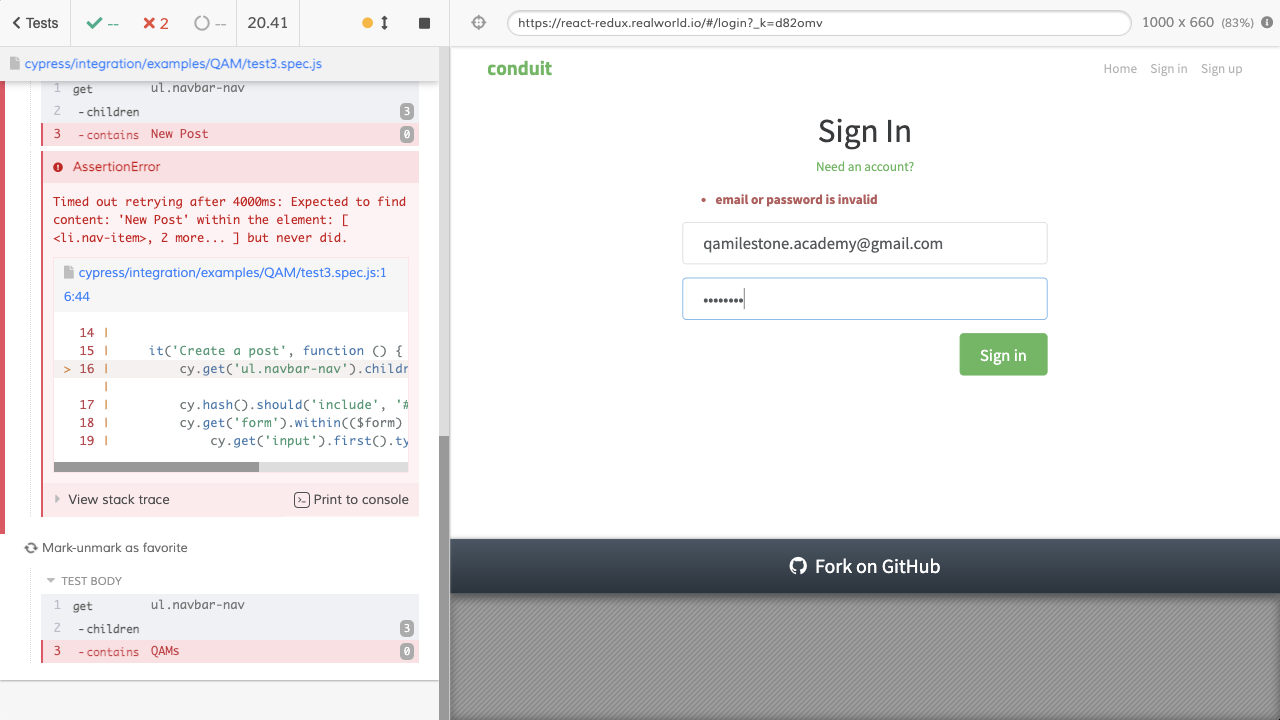 Tests
--
2
--
20.41
cypress/integration/examples/QAM/test3.spec.js
1 get ul.navbar-nav
2 -children 3
3 -contains New Post 0
AssertionError
Timed out retrying after 4000ms: Expected to find
content: 'New Post' within the element: [
<li.nav-item>, 2 more... ] but never did.
cypress/integration/examples/QAM/test3.spec.js:1
6:44
14 |
15 | it('Create a post', function () {
> 16 | cy.get('ul.navbar-nav').childr
|
17 | cy.hash().should('include', '#
18 | cy.get('form').within(($form)
19 | cy.get('input').first().ty
View stack trace
Print to console
Mark-unmark as favorite
TEST BODY
1 get ul.navbar-nav
2 -children 3
3 -contains QAMs 0
https://react-redux.realworld.io/#/login?_k=d82omv
1000 x 660 (83%)
conduit
Home Sign in Sign up
Sign In
Need an account?
• email or password is invalid
qamilestone.academy@gmail.com
••••••••
Sign in
Fork on GitHub